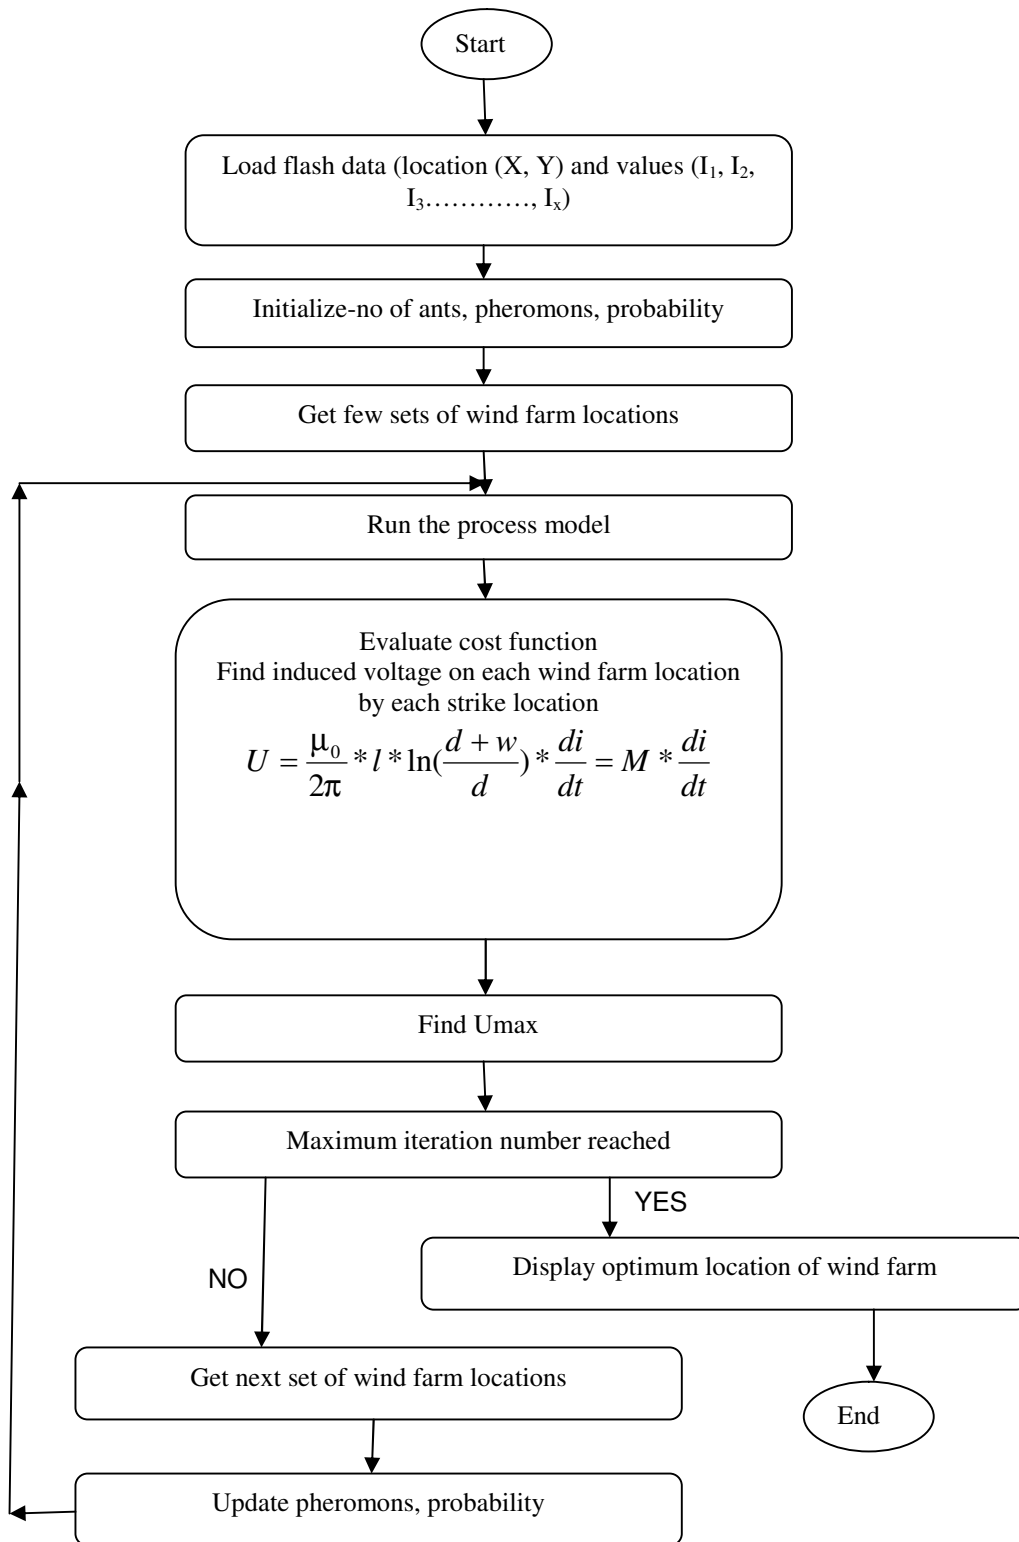 Start
Load flash data (location (X, Y) and values (I₁, I₂,
I₃…………, Iₓ)
Initialize-no of ants, pheromons, probability
Get few sets of wind farm locations
Run the process model
Evaluate cost function
Find induced voltage on each wind farm location
by each strike location
U = μ₀/2π * l * ln((d + w)/d) * di/dt = M * di/dt
Find Umax
Maximum iteration number reached
YES
Display optimum location of wind farm
NO
Get next set of wind farm locations
End
Update pheromons, probability